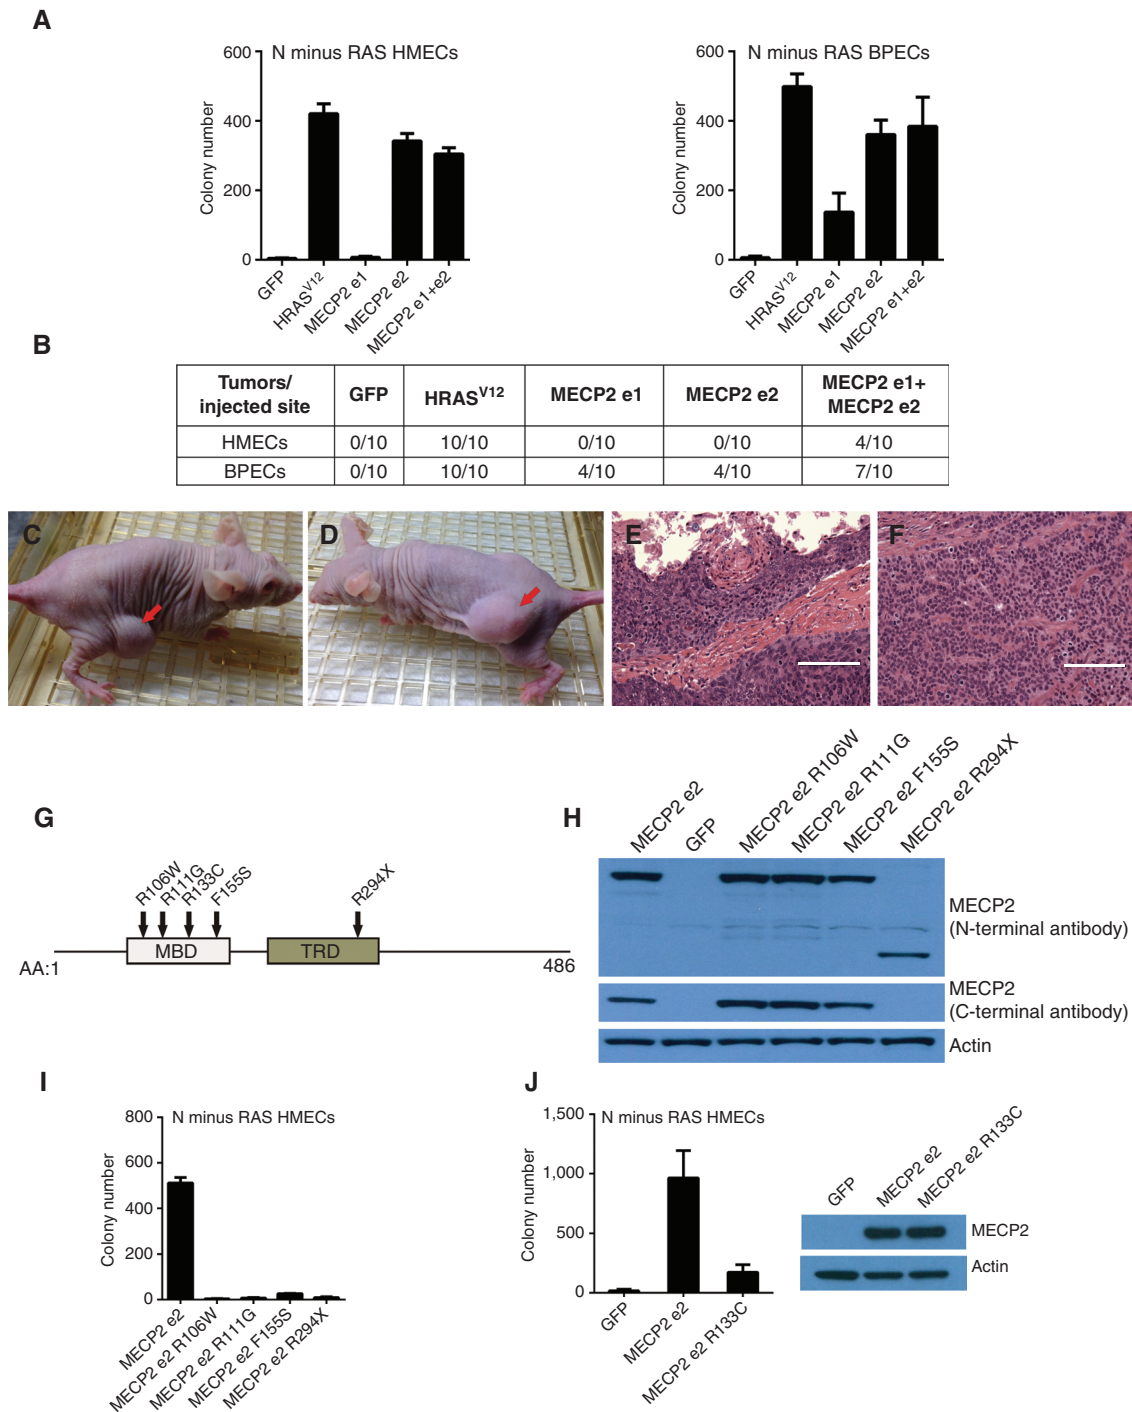 A
N minus RAS HMECs
Colony number
600
400
200
0
GFP
HRASV12
MECP2 e1
MECP2 e2
MECP2 e1+e2
N minus RAS BPECs
Colony number
600
400
200
0
GFP
HRASV12
MECP2 e1
MECP2 e2
MECP2 e1+e2
B
Tumors/ injected site GFP HRASV12 MECP2 e1 MECP2 e2 MECP2 e1+ MECP2 e2
HMECs 0/10 10/10 0/10 0/10 4/10
BPECs 0/10 10/10 4/10 4/10 7/10
C
D
E
F
G
R106W
R111G
R133C
F155S
R294X
MBD
TRD
AA:1
486
H
MECP2 e2
GFP
MECP2 e2 R106W
MECP2 e2 R111G
MECP2 e2 F155S
MECP2 e2 R294X
MECP2
(N-terminal antibody)
MECP2
(C-terminal antibody)
Actin
I
N minus RAS HMECs
Colony number
800
600
400
200
0
MECP2 e2
MECP2 e2 R106W
MECP2 e2 R111G
MECP2 e2 F155S
MECP2 e2 R294X
J
N minus RAS HMECs
Colony number
1,500
1,000
500
0
GFP
MECP2 e2
MECP2 e2 R133C
GFP
MECP2 e2
MECP2 e2 R133C
MECP2
Actin